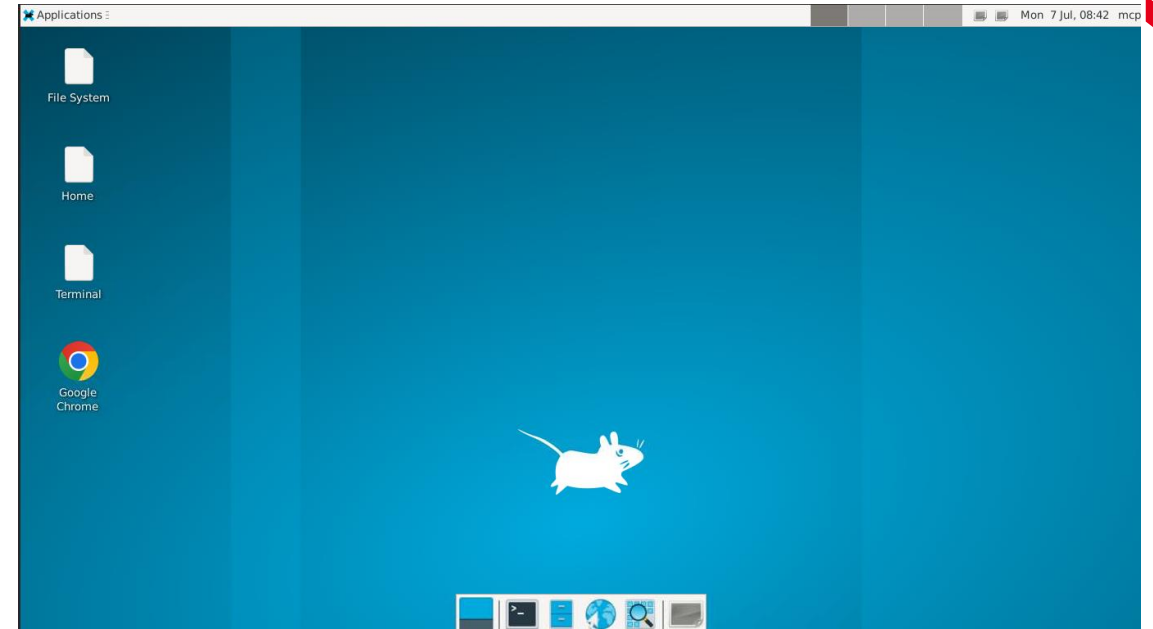 Applications
Mon 7 Jul, 08:42 mcp
File System
Home
Terminal
Google
Chrome
>_